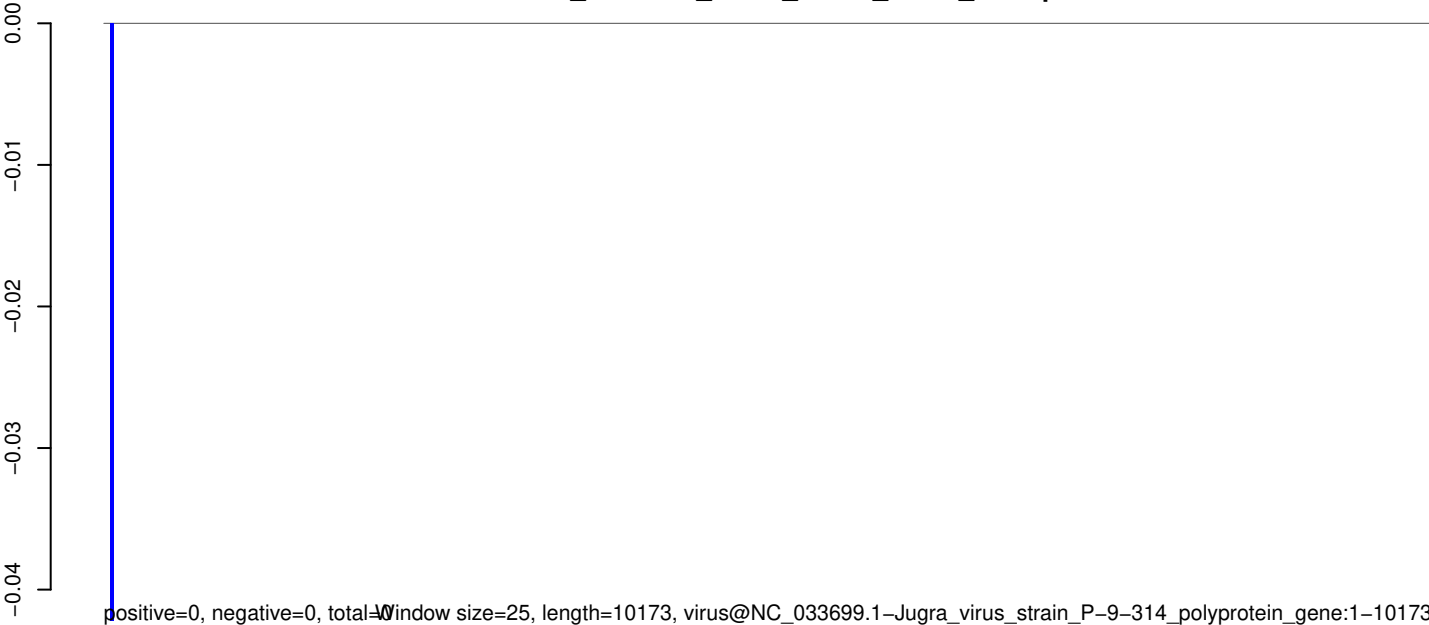 0.00
−0.01
−0.02
−0.03
−0.04
positive=0, negative=0, total=0
Window size=25, length=10173, virus@NC_033699.1−Jugra_virus_strain_P−9−314_polyprotein_gene:1−10173